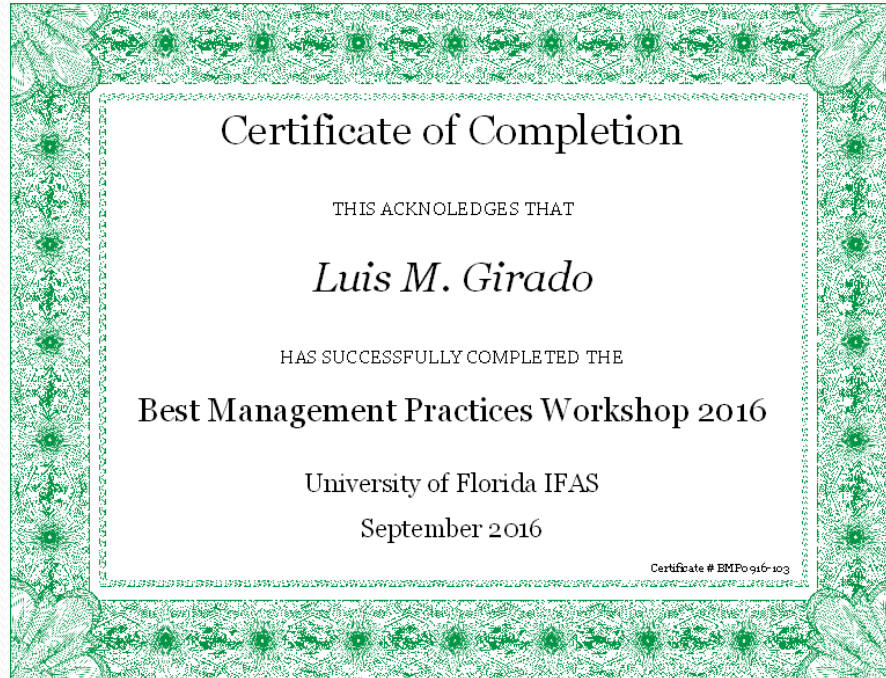 Certificate of Completion
THIS ACKNOLEDGES THAT
Luis M. Girado
HAS SUCCESSFULLY COMPLETED THE
Best Management Practices Workshop 2016
University of Florida IFAS
September 2016
Certificate # BMP0916-103